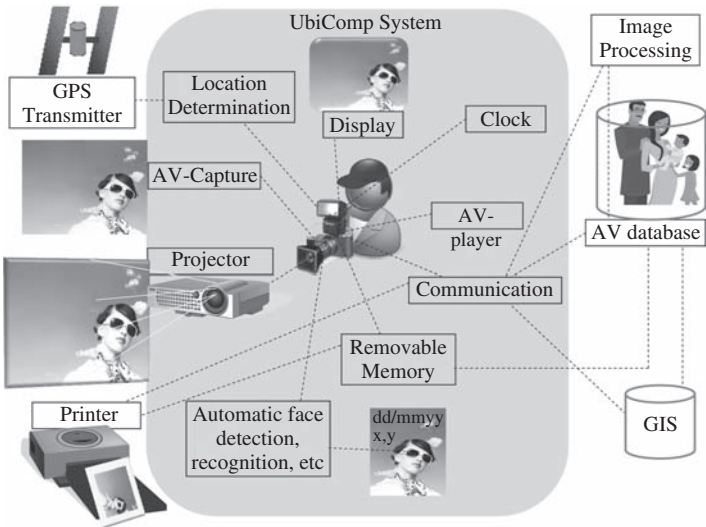 UbiComp System
Image
Processing
GPS
Transmitter
Location
Determination
Display
Clock
AV-Capture
AV-
player
AV database
Projector
Communication
Removable
Memory
Printer
Automatic face
detection,
recognition, etc
dd/mmyy
x,y
GIS